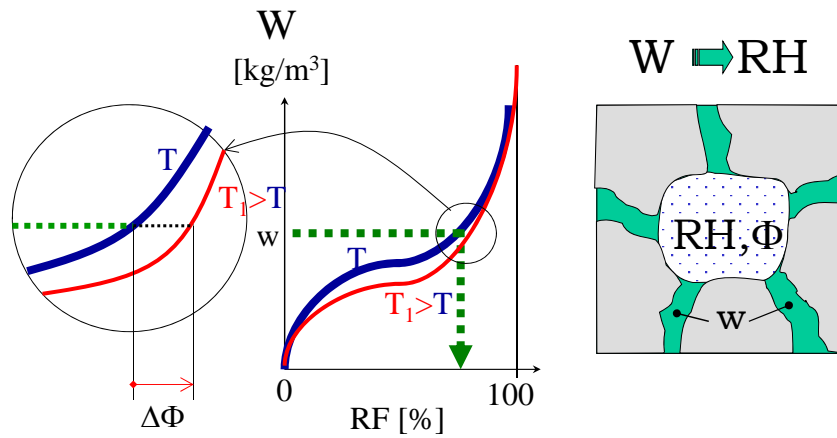 W
[kg/m³]
W RH
T
T₁>T
w
T
T₁>T
RH,Φ
w
0
100
RF [%]
ΔΦ